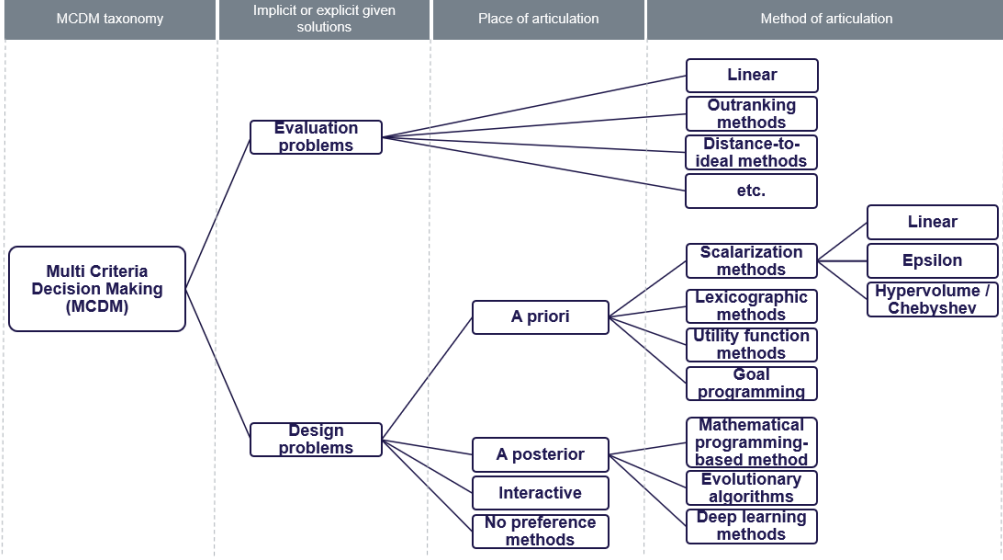 MCDM taxonomy
Implicit or explicit given
solutions
Place of articulation
Method of articulation
Multi Criteria
Decision Making
(MCDM)
Evaluation
problems
Linear
Outranking
methods
Distance-to-
ideal methods
etc.
Design
problems
A priori
Scalarization
methods
Linear
Epsilon
Hypervolume /
Chebyshev
Lexicographic
methods
Utility function
methods
Goal
programming
A posterior
Mathematical
programming-
based method
Evolutionary
algorithms
Deep learning
methods
Interactive
No preference
methods